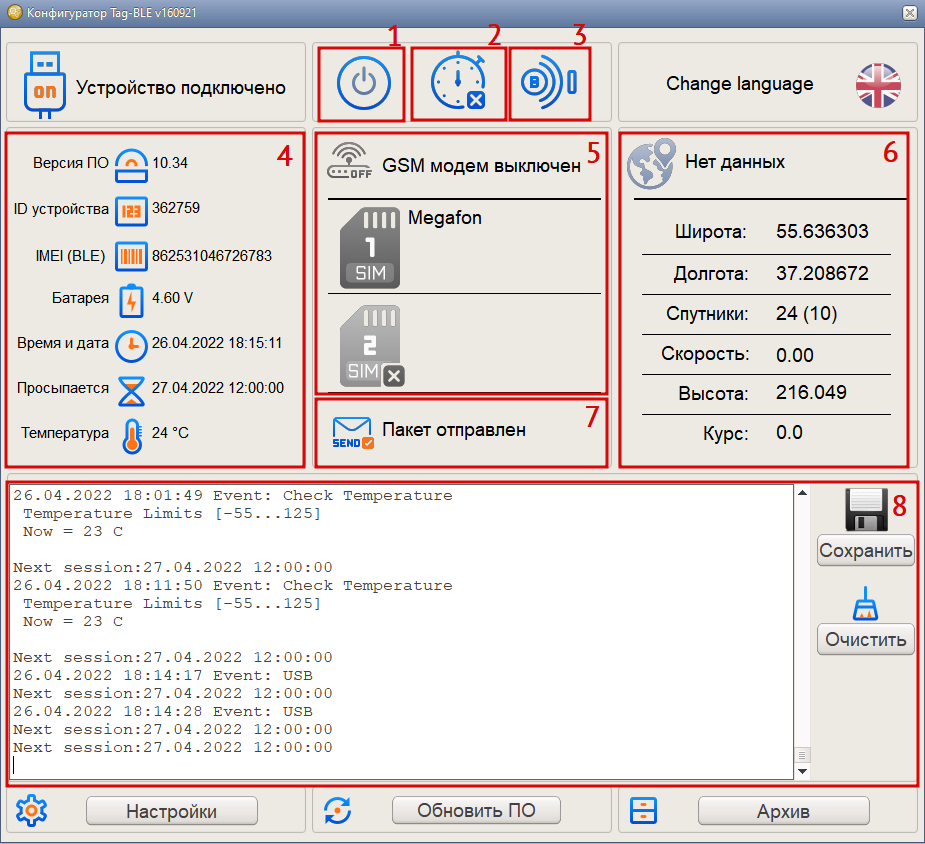 Конфигуратор Tag-BLE v160921
on
Устройство подключено
1
2
3
B
Change language
4
Версия ПО 10.34
ID устройства 123 362759
IMEI (BLE) 862531046726783
Батарея 4.60 V
Время и дата 26.04.2022 18:15:11
Просыпается 27.04.2022 12:00:00
Температура 24 °C
5
OFF
GSM модем выключен
1
SIM
Megafon
2
SIM
6
Нет данных
Широта: 55.636303
Долгота: 37.208672
Спутники: 24 (10)
Скорость: 0.00
Высота: 216.049
Курс: 0.0
7
SEND
Пакет отправлен
26.04.2022 18:01:49 Event: Check Temperature
Temperature Limits [-55...125]
Now = 23 C
Next session:27.04.2022 12:00:00
26.04.2022 18:11:50 Event: Check Temperature
Temperature Limits [-55...125]
Now = 23 C
Next session:27.04.2022 12:00:00
26.04.2022 18:14:17 Event: USB
Next session:27.04.2022 12:00:00
26.04.2022 18:14:28 Event: USB
Next session:27.04.2022 12:00:00
Next session:27.04.2022 12:00:00
8
Сохранить
Очистить
Настройки
Обновить ПО
Архив